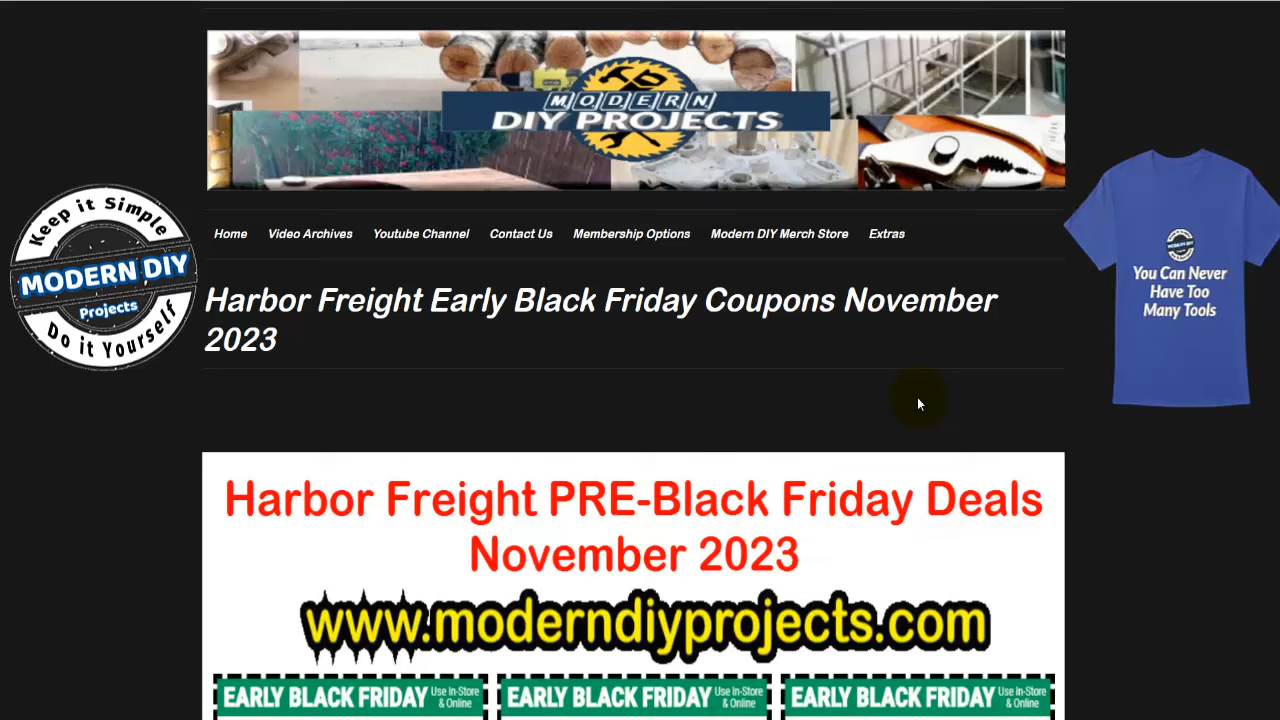 MODERN
DIY PROJECTS
Home Video Archives Youtube Channel Contact Us Membership Options Modern DIY Merch Store Extras
Keep it Simple
MODERN DIY
Projects
Do it Yourself
Harbor Freight Early Black Friday Coupons November
2023
MODERN DIY
You Can Never
Have Too
Many Tools
Harbor Freight PRE-Black Friday Deals
November 2023
www.moderndiyprojects.com
EARLY BLACK FRIDAY Use In-Store
& Online
EARLY BLACK FRIDAY Use In-Store
& Online
EARLY BLACK FRIDAY Use In-Store
& Online